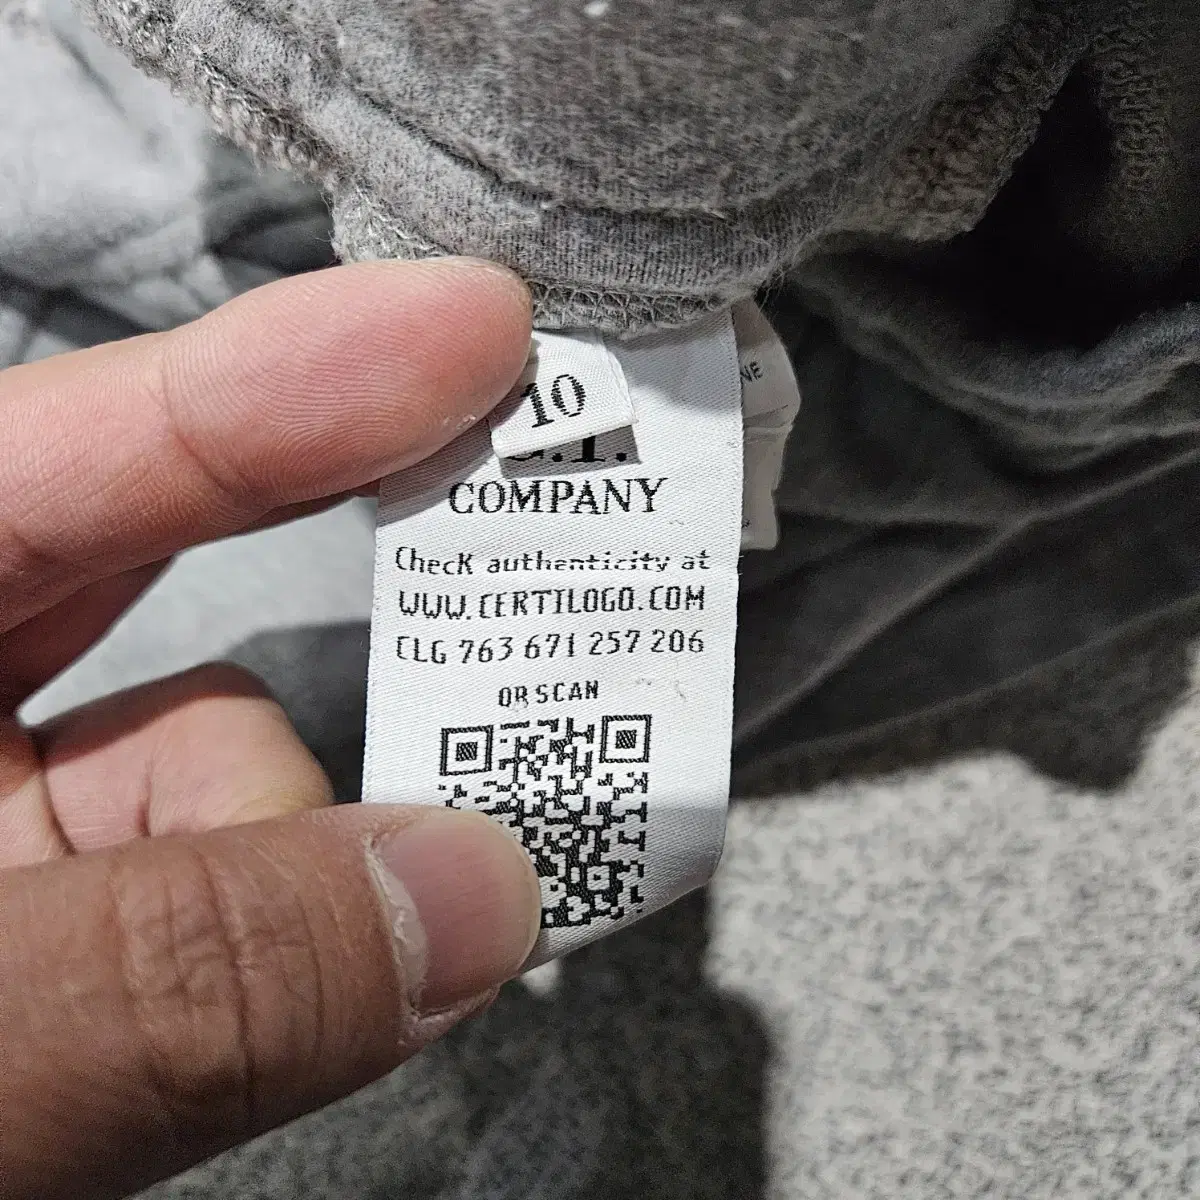 10
C.P.
COMPANY
Check authenticity at
WWW.CERTILOGO.COM
CLG 763 671 257 206
OR SCAN